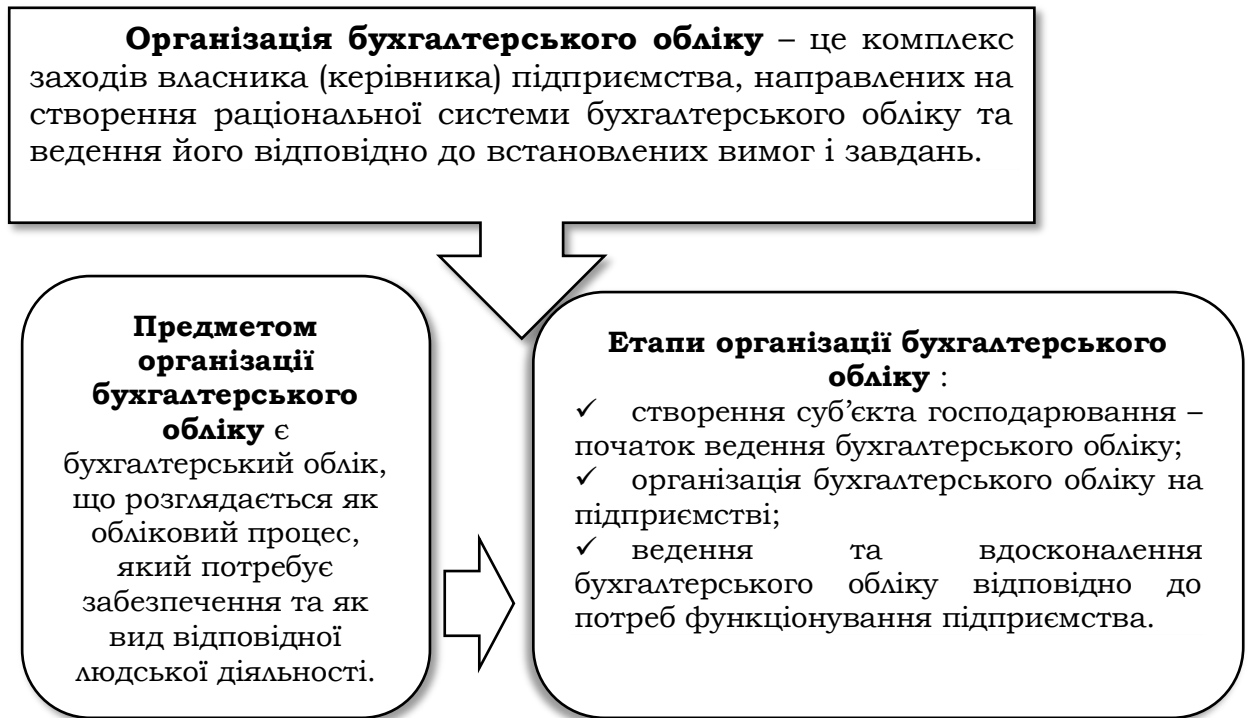 Організація бухгалтерського обліку – це комплекс
заходів власника (керівника) підприємства, направлених на
створення раціональної системи бухгалтерського обліку та
ведення його відповідно до встановлених вимог і завдань.
Предметом
організації
бухгалтерського
обліку є
бухгалтерський облік,
що розглядається як
обліковий процес,
який потребує
забезпечення та як
вид відповідної
людської діяльності.
Етапи організації бухгалтерського
обліку :
✓ створення суб’єкта господарювання –
початок ведення бухгалтерського обліку;
✓ організація бухгалтерського обліку на
підприємстві;
✓ ведення та вдосконалення
бухгалтерського обліку відповідно до
потреб функціонування підприємства.